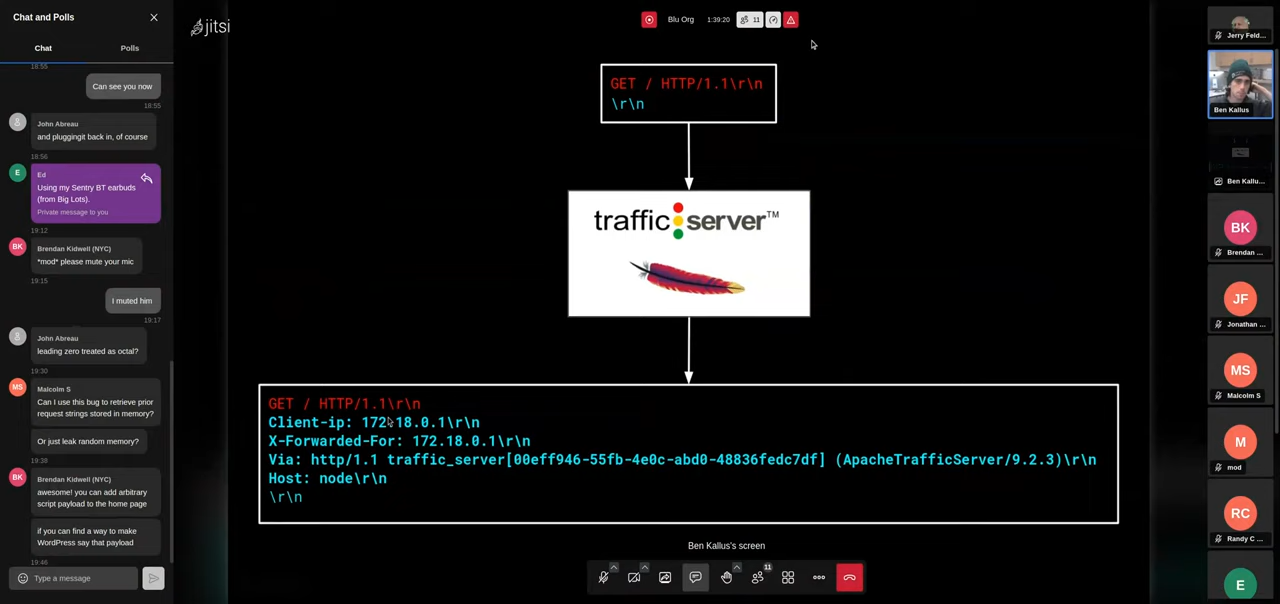 Chat and Polls
Chat
Polls
18:55
Can see you now
18:55
John Abreau
and pluggingit back in, of course
18:56
E
Ed
Using my Sentry BT earbuds
(from Big Lots).
Private message to you
19:12
BK
Brendan Kidwell (NYC)
*mod* please mute your mic
19:15
I muted him
19:17
John Abreau
leading zero treated as octal?
19:30
MS
Malcolm S
Can I use this bug to retrieve prior
request strings stored in memory?
Or just leak random memory?
19:38
BK
Brendan Kidwell (NYC)
awesome! you can add arbitrary
script payload to the home page
if you can find a way to make
WordPress say that payload
19:46
Type a message
jitsi
Blu Org
1:39:20
11
GET / HTTP/1.1\r\n
\r\n
traffic server™
GET / HTTP/1.1\r\n
Client-ip: 172.18.0.1\r\n
X-Forwarded-For: 172.18.0.1\r\n
Via: http/1.1 traffic_server[00eff946-55fb-4e0c-abd0-48836fedc7df] (ApacheTrafficServer/9.2.3)\r\n
Host: node\r\n
\r\n
Ben Kallus's screen
11
Jerry Feld...
Ben Kallus
Ben Kallu...
BK
Brendan ...
JF
Jonathan ...
MS
Malcolm S
M
mod
RC
Randy C ...
E